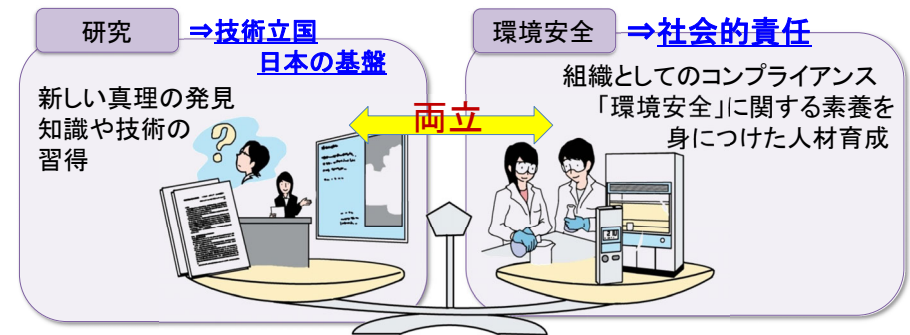 研究
⇒技術立国
日本の基盤
新しい真理の発見
知識や技術の
習得
両立
環境安全
⇒社会的責任
組織としてのコンプライアンス
「環境安全」に関する素養を
身につけた人材育成